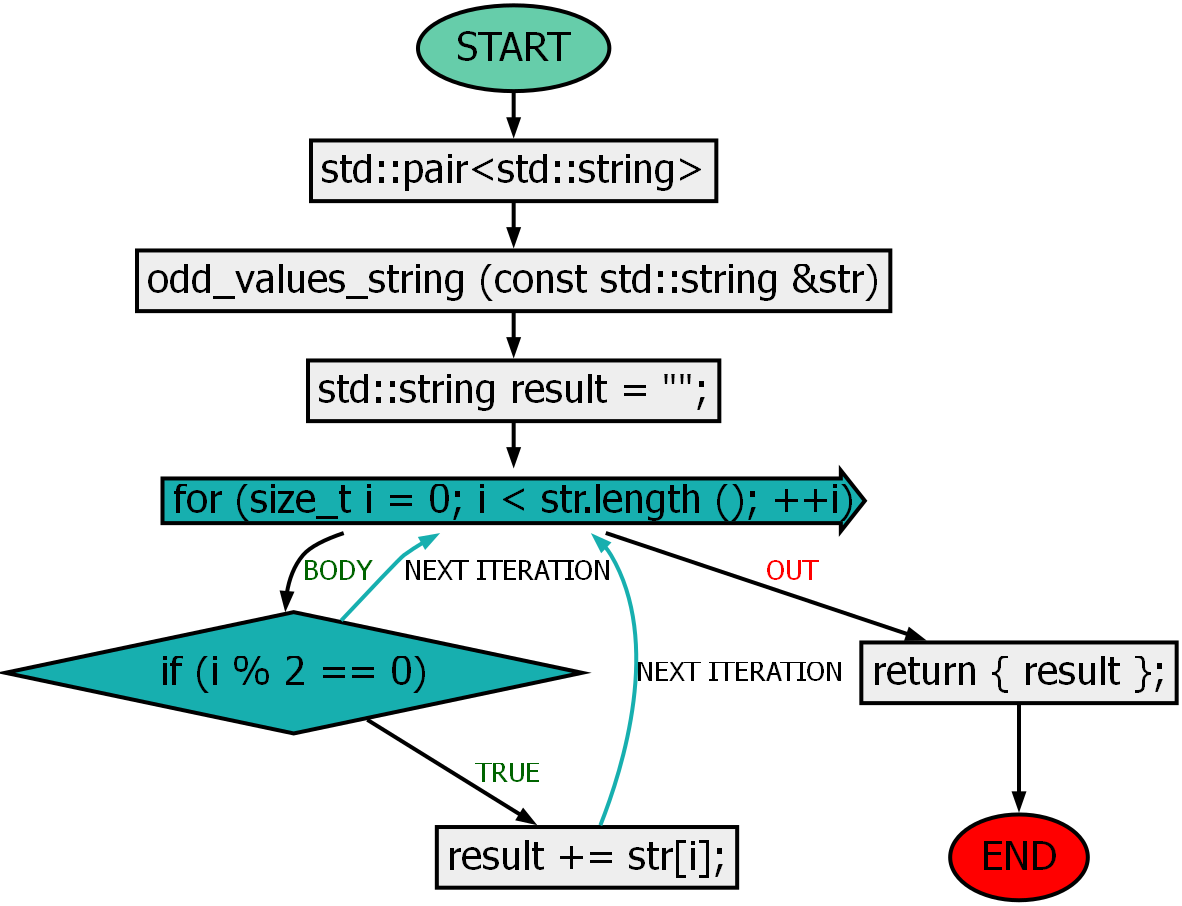 START
std::pair<std::string>
odd_values_string (const std::string &str)
std::string result = "";
for (size_t i = 0; i < str.length (); ++i)
BODY
NEXT ITERATION
OUT
if (i % 2 == 0)
NEXT ITERATION
return { result };
TRUE
result += str[i];
END